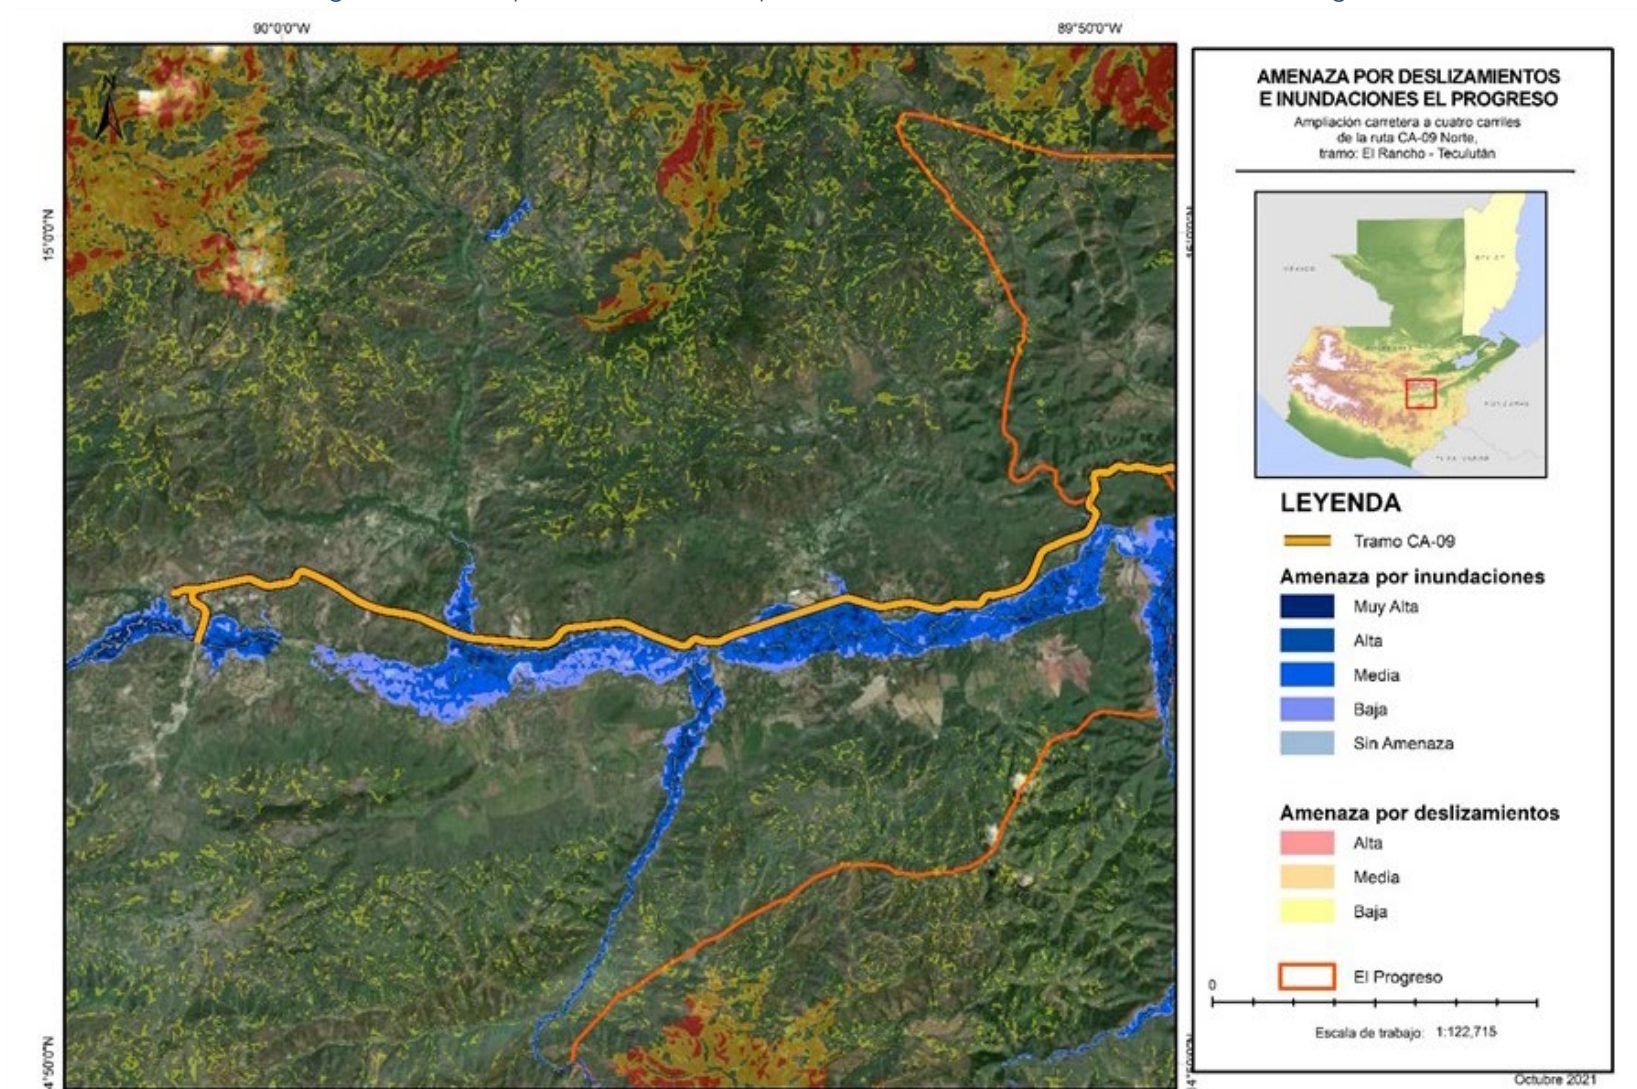 90°0'0"W
89°50'0"W
N
15°0'0"N
AMENAZA POR DESLIZAMIENTOS
E INUNDACIONES EL PROGRESO
Ampliación carretera a cuatro carriles
de la ruta CA-09 Norte,
tramo: El Rancho - Teculután
MÉXICO
LEYENDA
Tramo CA-09
Amenaza por inundaciones
Muy Alta
Alta
Media
Baja
Sin Amenaza
Amenaza por deslizamientos
Alta
Media
Baja
El Progreso
0
Escala de trabajo: 1:122,715
Octubre 2021